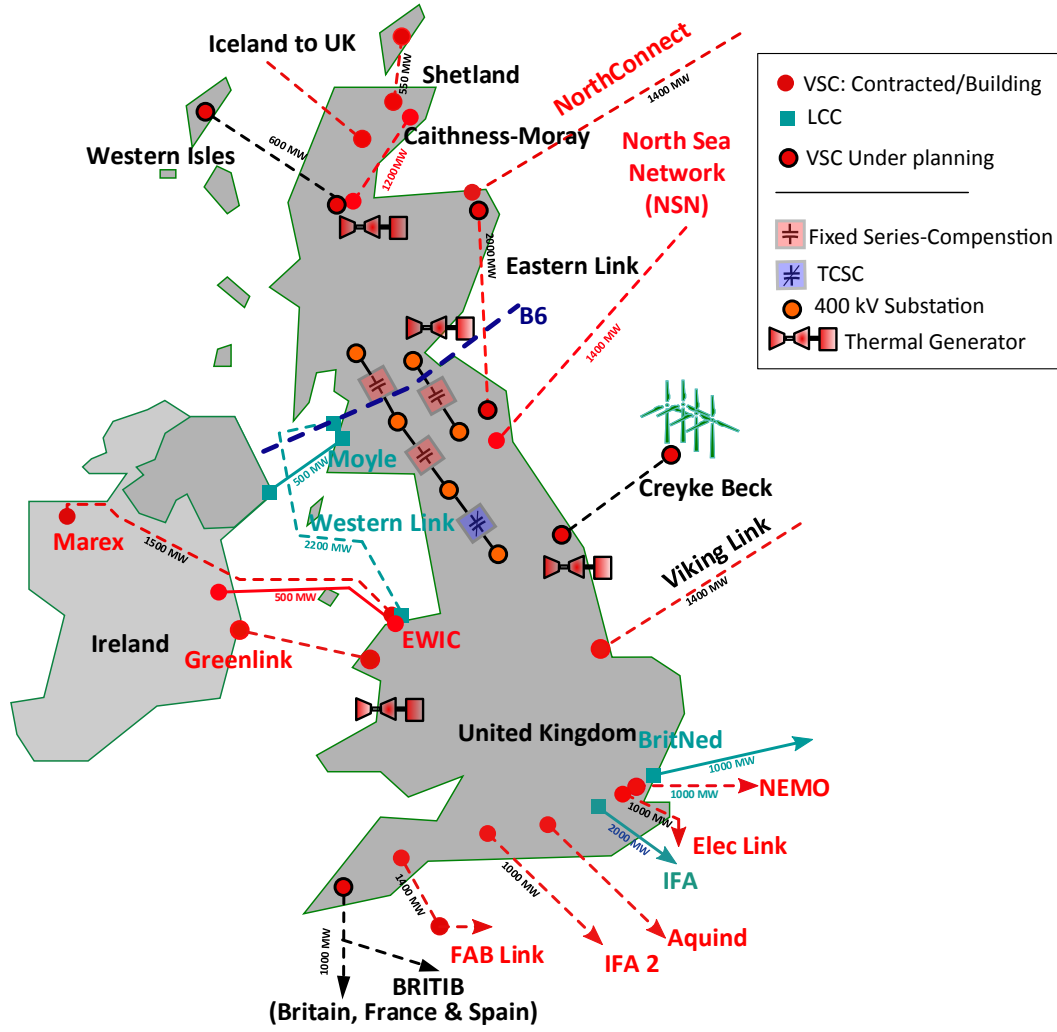 Iceland to UK
550 MW
Shetland
NorthConnect
1400 MW
VSC: Contracted/Building
LCC
VSC Under planning
Fixed Series-Compenstion
TCSC
400 kV Substation
Thermal Generator
Western Isles
600 MW
Caithness-Moray
1200MW
North Sea
Network
(NSN)
2000 MW
Eastern Link
B6
1400 MW
Moyle
500 MW
Creyke Beck
Marex
1500 MW
Western Link
2200 MW
Viking Link
1400 MW
500 MW
Ireland
EWIC
Greenlink
United Kingdom
BritNed
1000 MW
NEMO
1000 MW
1000 MW
Elec Link
2000 MW
IFA
1400 MW
FAB Link
1000 MW
IFA 2
Aquind
1000 MW
BRITIB
(Britain, France & Spain)